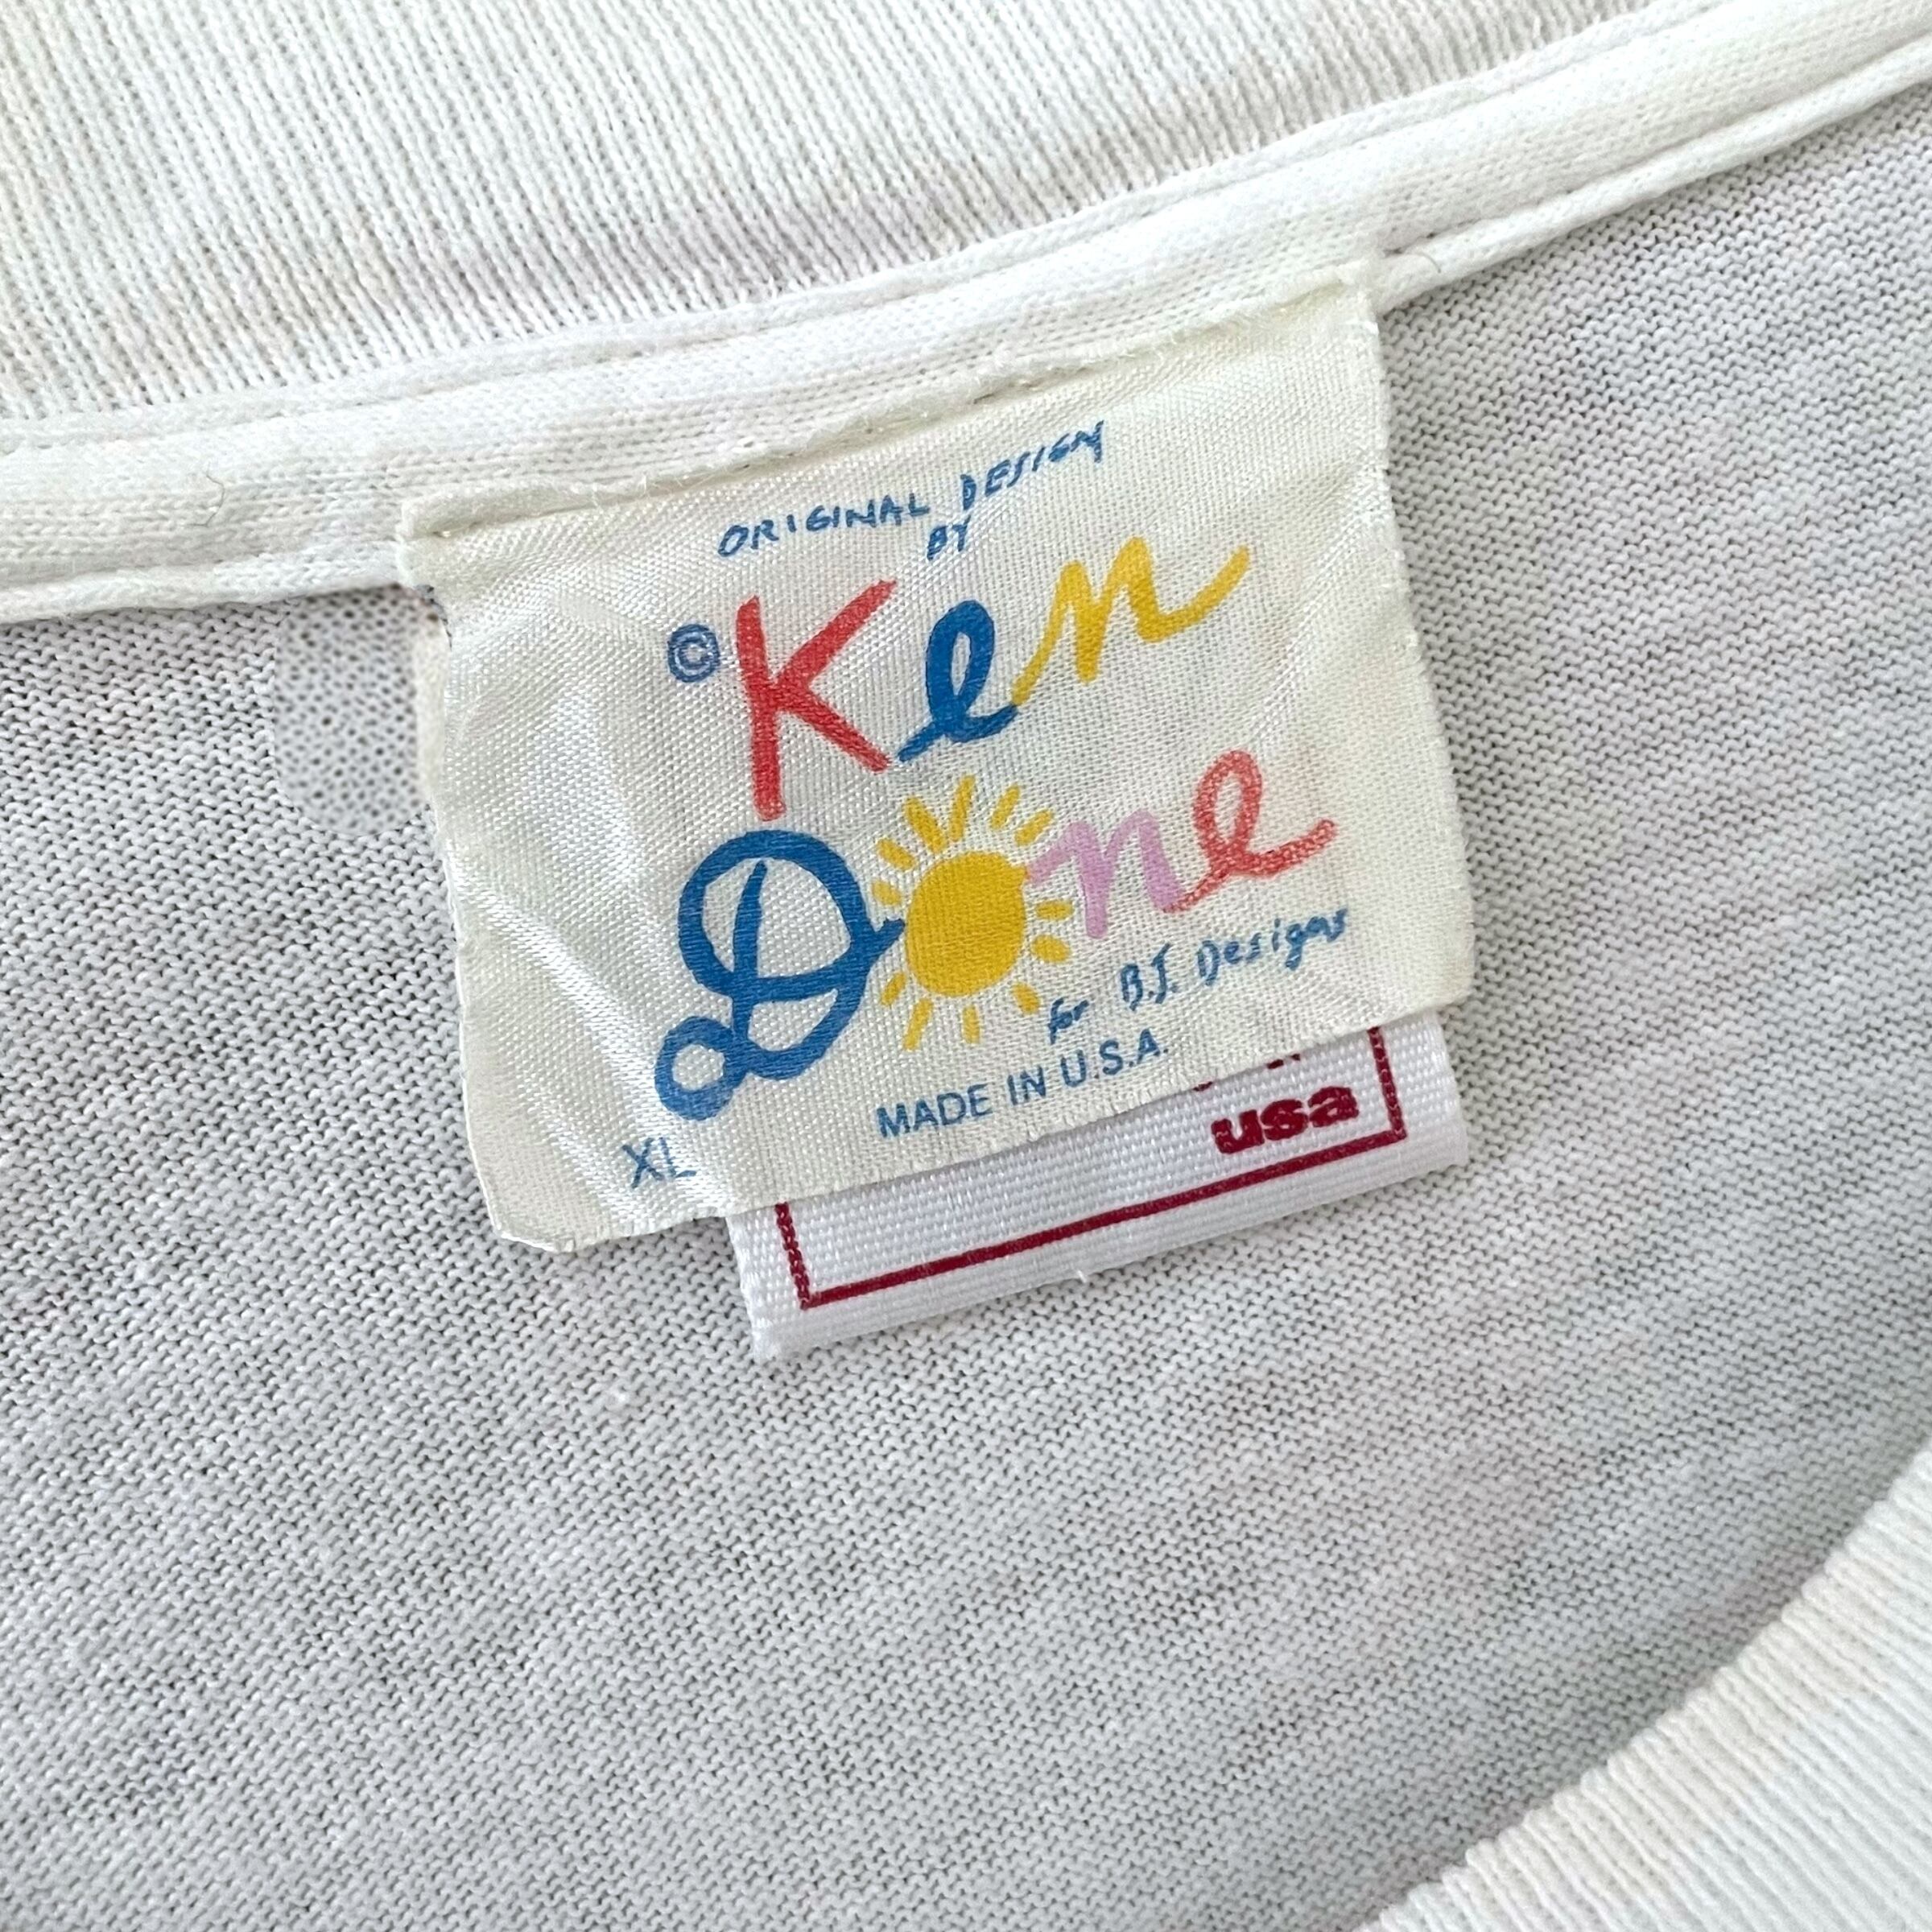 ORIGINAL DESIGN
BY
© Ken
Done
for B.J. Designs
MADE IN U.S.A.
XL
usa